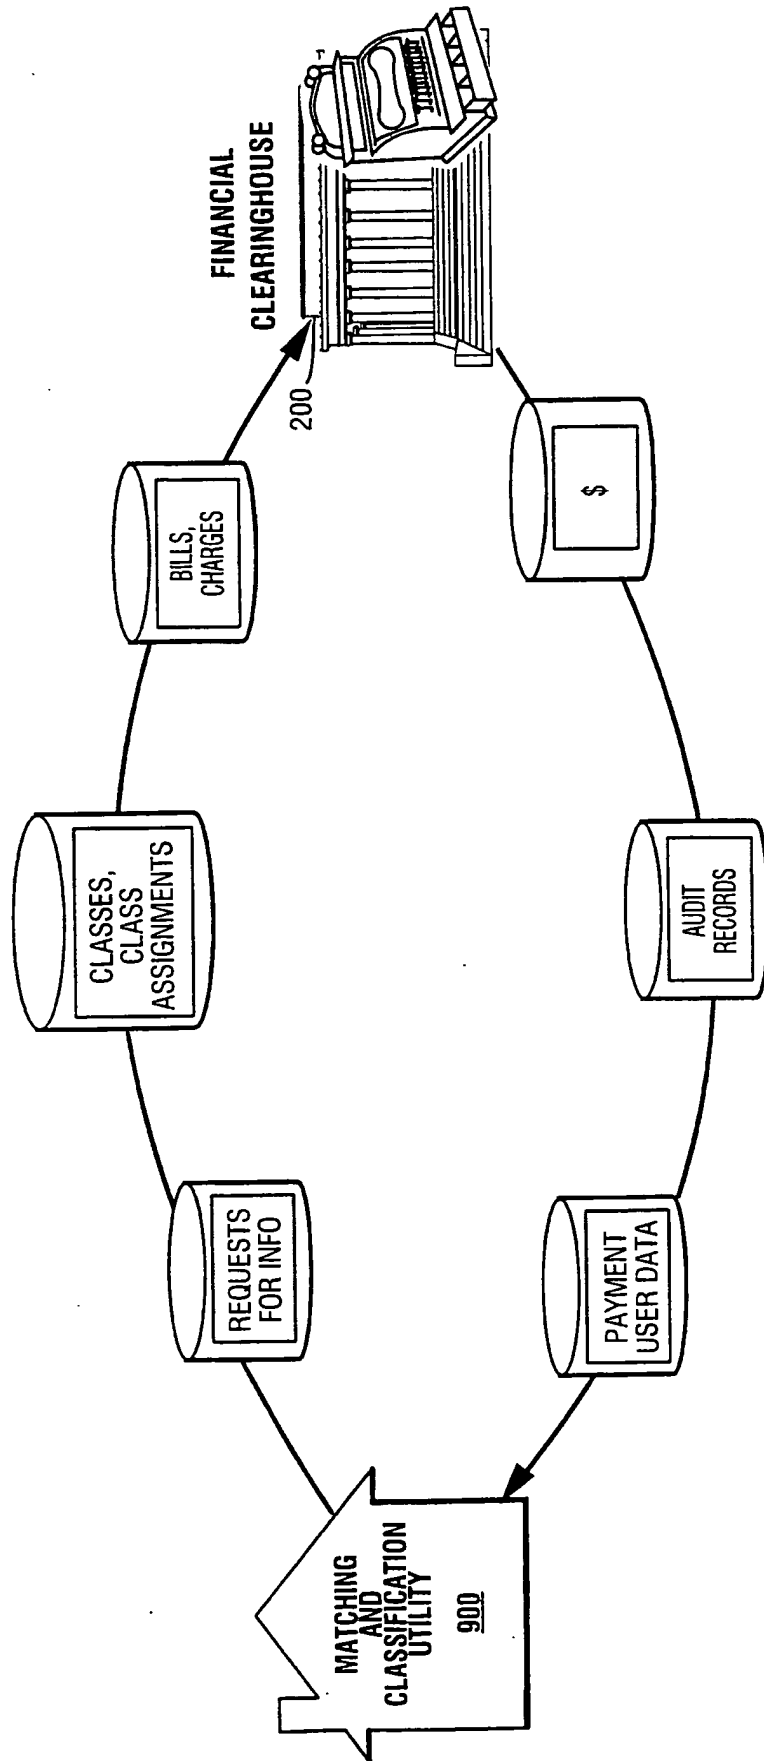 FINANCIAL
CLEARINGHOUSE
200
BILLS,
CHARGES
CLASSES,
CLASS
ASSIGNMENTS
REQUESTS
FOR INFO
MATCHING
AND
CLASSIFICATION
UTILITY
900
PAYMENT
USER DATA
AUDIT
RECORDS
$